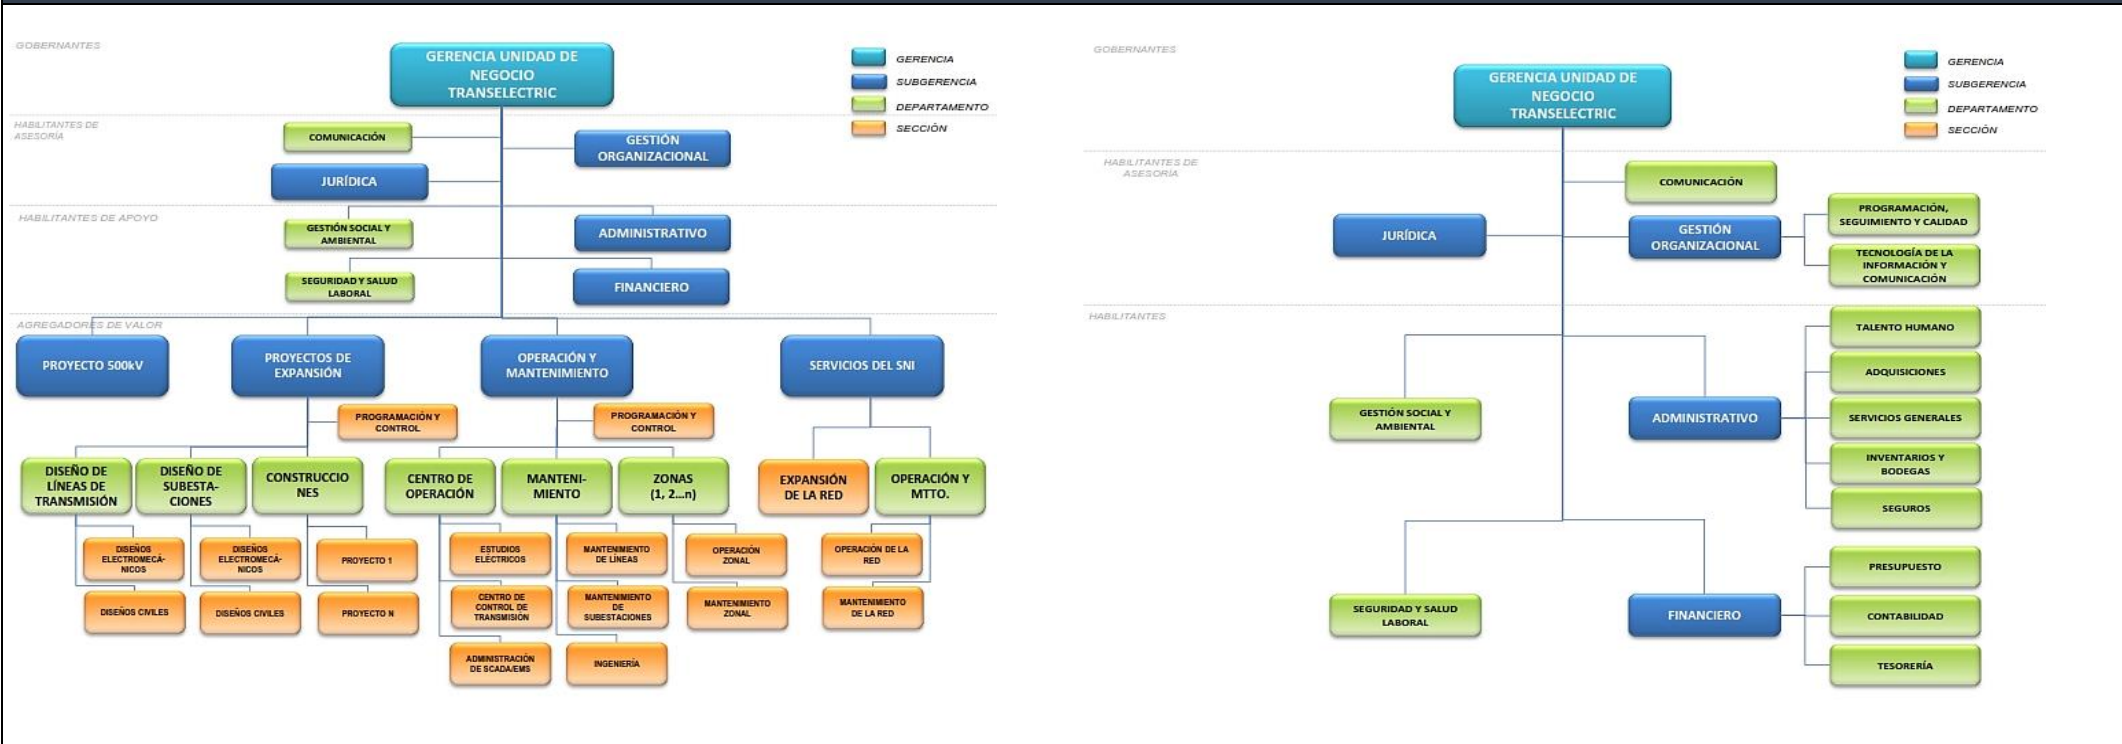 GOBERNANTES
GERENCIA UNIDAD DE
NEGOCIO
TRANSELECTRIC
GERENCIA
SUBGERENCIA
DEPARTAMENTO
SECCIÓN
HABILITANTES DE
ASESORÍA
COMUNICACIÓN
GESTIÓN
ORGANIZACIONAL
JURÍDICA
HABILITANTES DE APOYO
GESTIÓN SOCIAL Y
AMBIENTAL
ADMINISTRATIVO
SEGURIDAD Y SALUD
LABORAL
FINANCIERO
AGREGADORES DE VALOR
PROYECTO 500kV
PROYECTOS DE
EXPANSIÓN
OPERACIÓN Y
MANTENIMIENTO
SERVICIOS DEL SNI
PROGRAMACIÓN Y
CONTROL
PROGRAMACIÓN Y
CONTROL
DISEÑO DE
LÍNEAS DE
TRANSMISIÓN
DISEÑO DE
SUBESTA-
CIONES
CONSTRUCCIO
NES
CENTRO DE
OPERACIÓN
MANTENI-
MIENTO
ZONAS
(1, 2...n)
EXPANSIÓN
DE LA RED
OPERACIÓN Y
MTTO.
DISEÑOS
ELECTROMECÁ-
NICOS
DISEÑOS
ELECTROMECÁ-
NICOS
PROYECTO 1
ESTUDIOS
ELÉCTRICOS
MANTENIMIENTO
DE LÍNEAS
OPERACIÓN
ZONAL
OPERACIÓN DE LA
RED
DISEÑOS CIVILES
DISEÑOS CIVILES
PROYECTO N
CENTRO DE
CONTROL DE
TRANSMISIÓN
MANTENIMIENTO
DE
SUBESTACIONES
MANTENIMIENTO
ZONAL
MANTENIMIENTO
DE LA RED
ADMINISTRACIÓN
DE SCADA/EMS
INGENIERÍA
GOBERNANTES
GERENCIA UNIDAD DE
NEGOCIO
TRANSELECTRIC
GERENCIA
SUBGERENCIA
DEPARTAMENTO
SECCIÓN
HABILITANTES DE
ASESORÍA
COMUNICACIÓN
JURÍDICA
GESTIÓN
ORGANIZACIONAL
PROGRAMACIÓN,
SEGUIMIENTO Y CALIDAD
TECNOLOGÍA DE LA
INFORMACIÓN Y
COMUNICACIÓN
HABILITANTES
TALENTO HUMANO
ADQUISICIONES
GESTIÓN SOCIAL Y
AMBIENTAL
ADMINISTRATIVO
SERVICIOS GENERALES
INVENTARIOS Y
BODEGAS
SEGUROS
PRESUPUESTO
SEGURIDAD Y SALUD
LABORAL
FINANCIERO
CONTABILIDAD
TESORERÍA